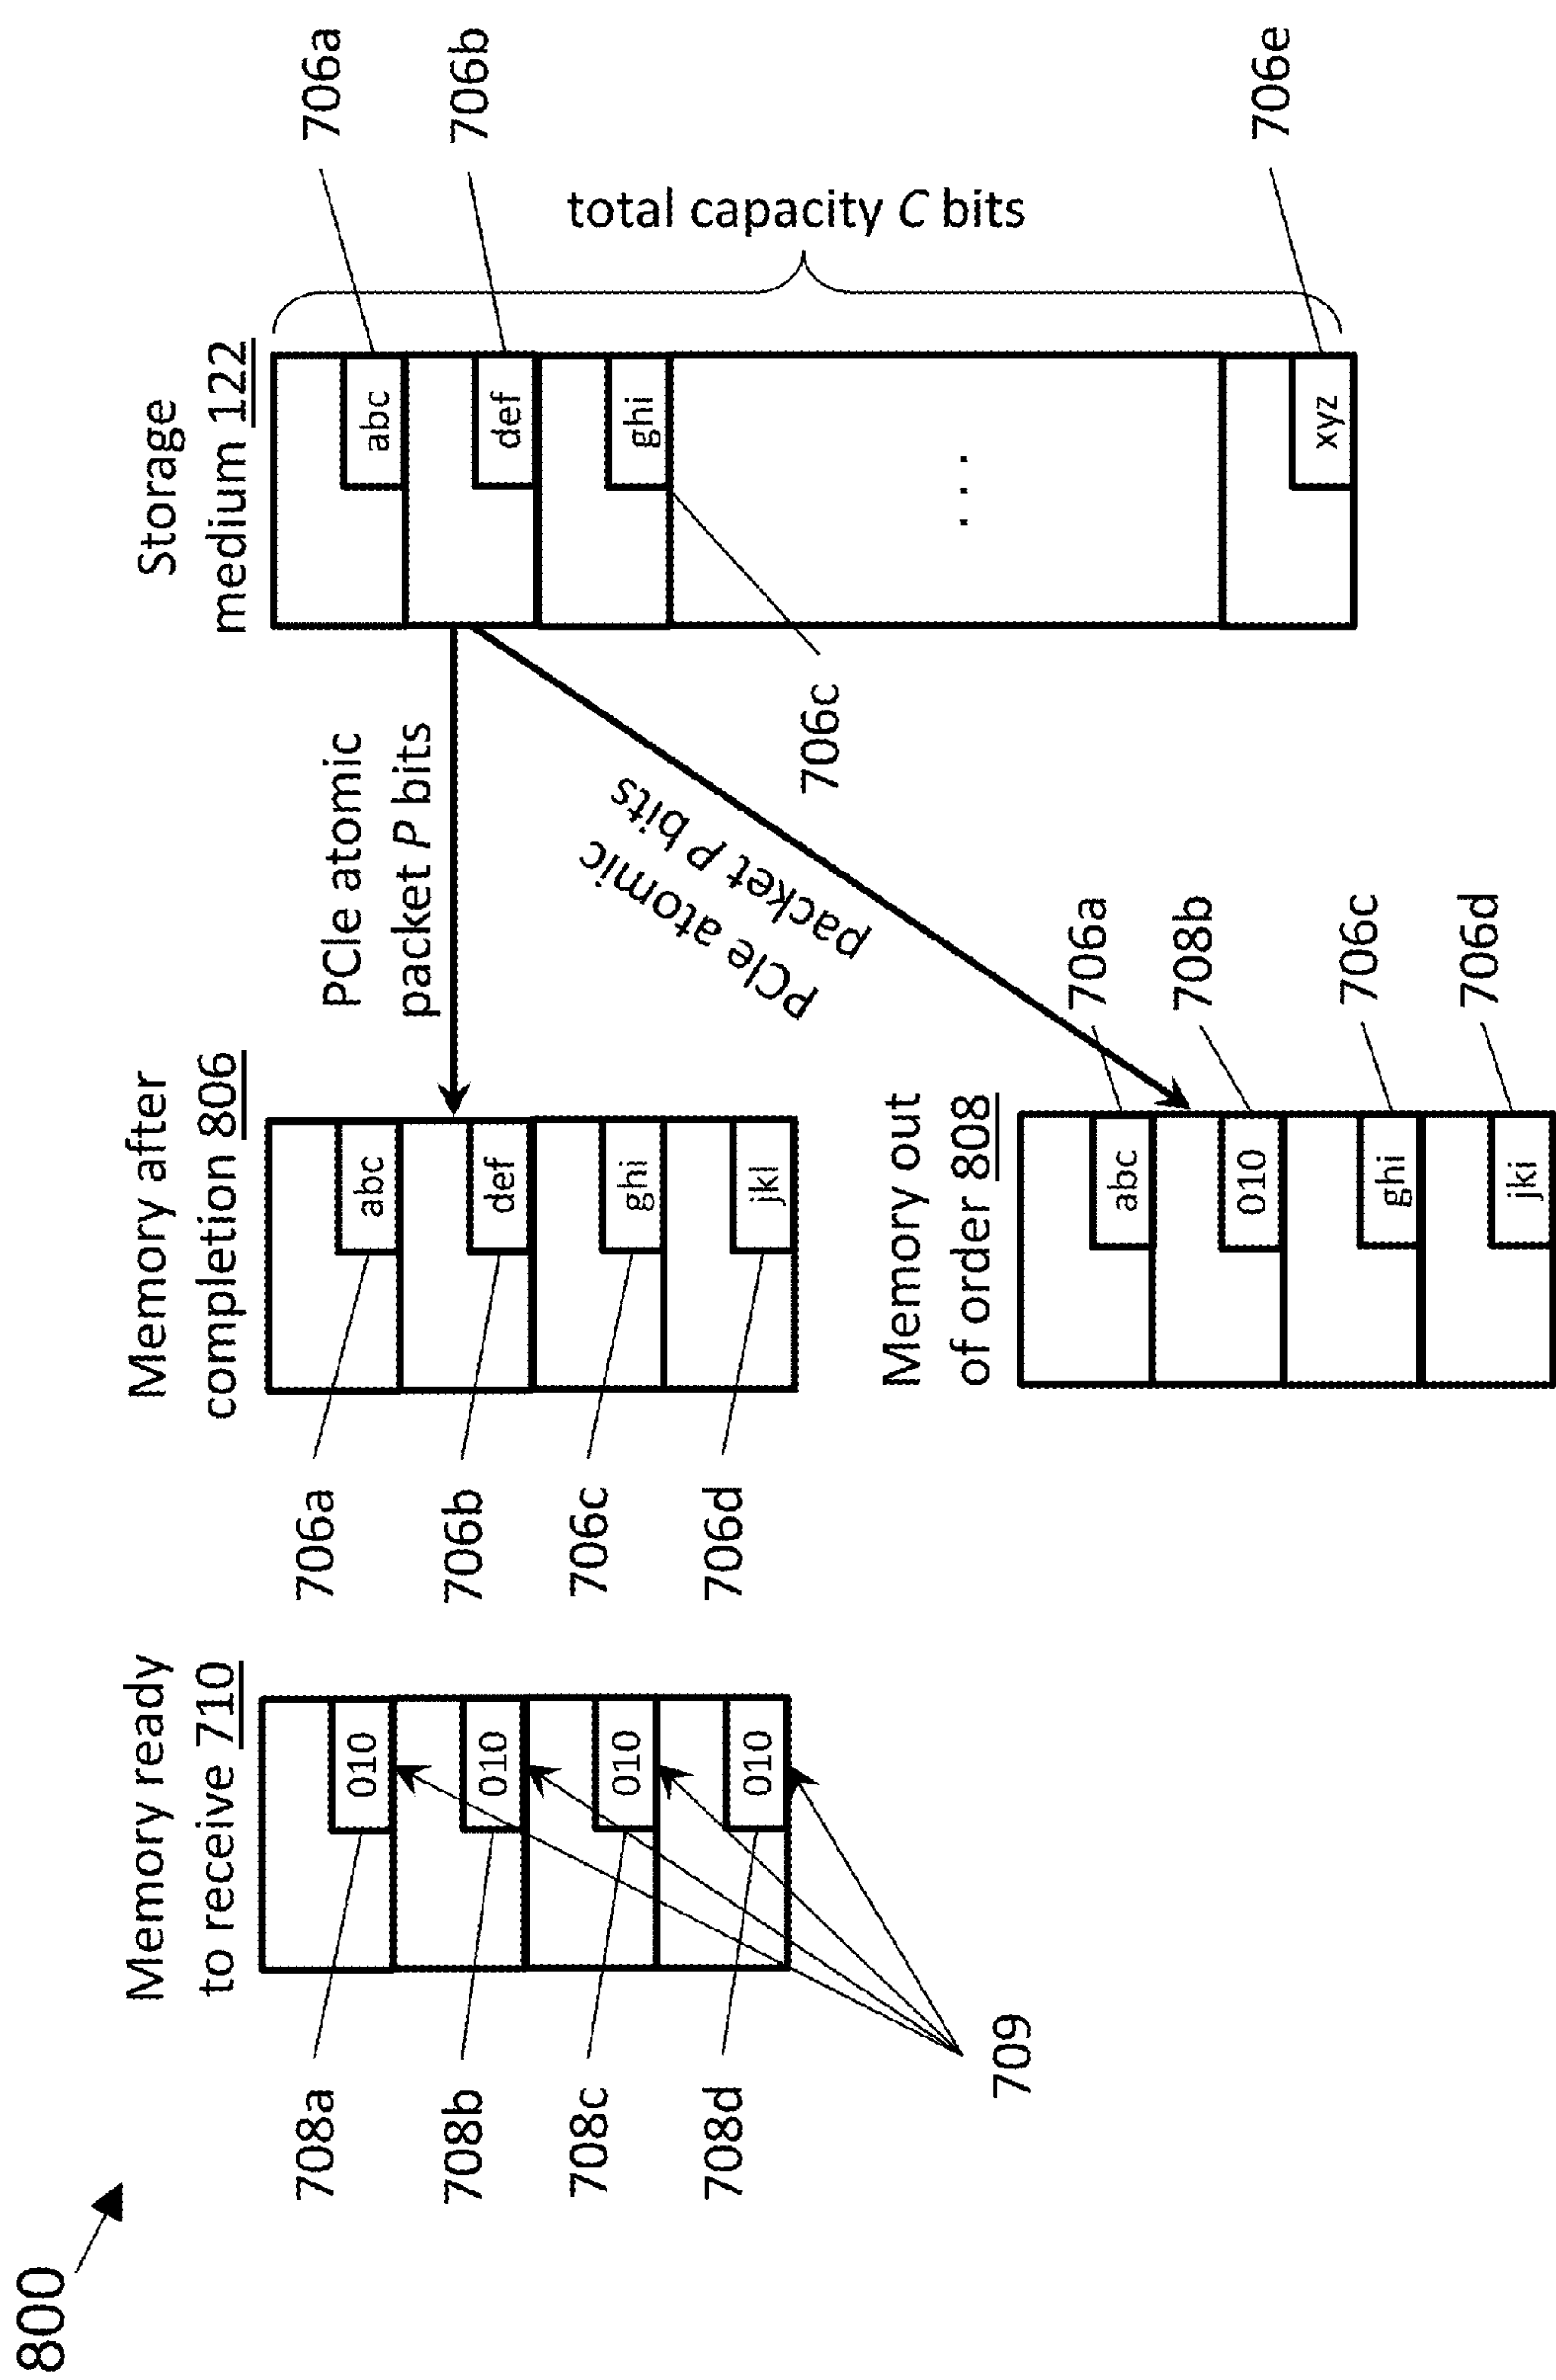 800
Memory ready
to receive 710
708a
708b
708c
708d
010
010
010
010
709
Memory after
completion 806
706a
706b
706c
706d
abc
def
ghi
jkl
PCIe atomic
packet P bits
PCIe atomic
packet P bits
Memory out
of order 808
abc
010
ghi
jki
706a
708b
706c
706d
Storage
medium 122
abc
def
ghi
. . .
xyz
706c
total capacity C bits
706a
706b
706e